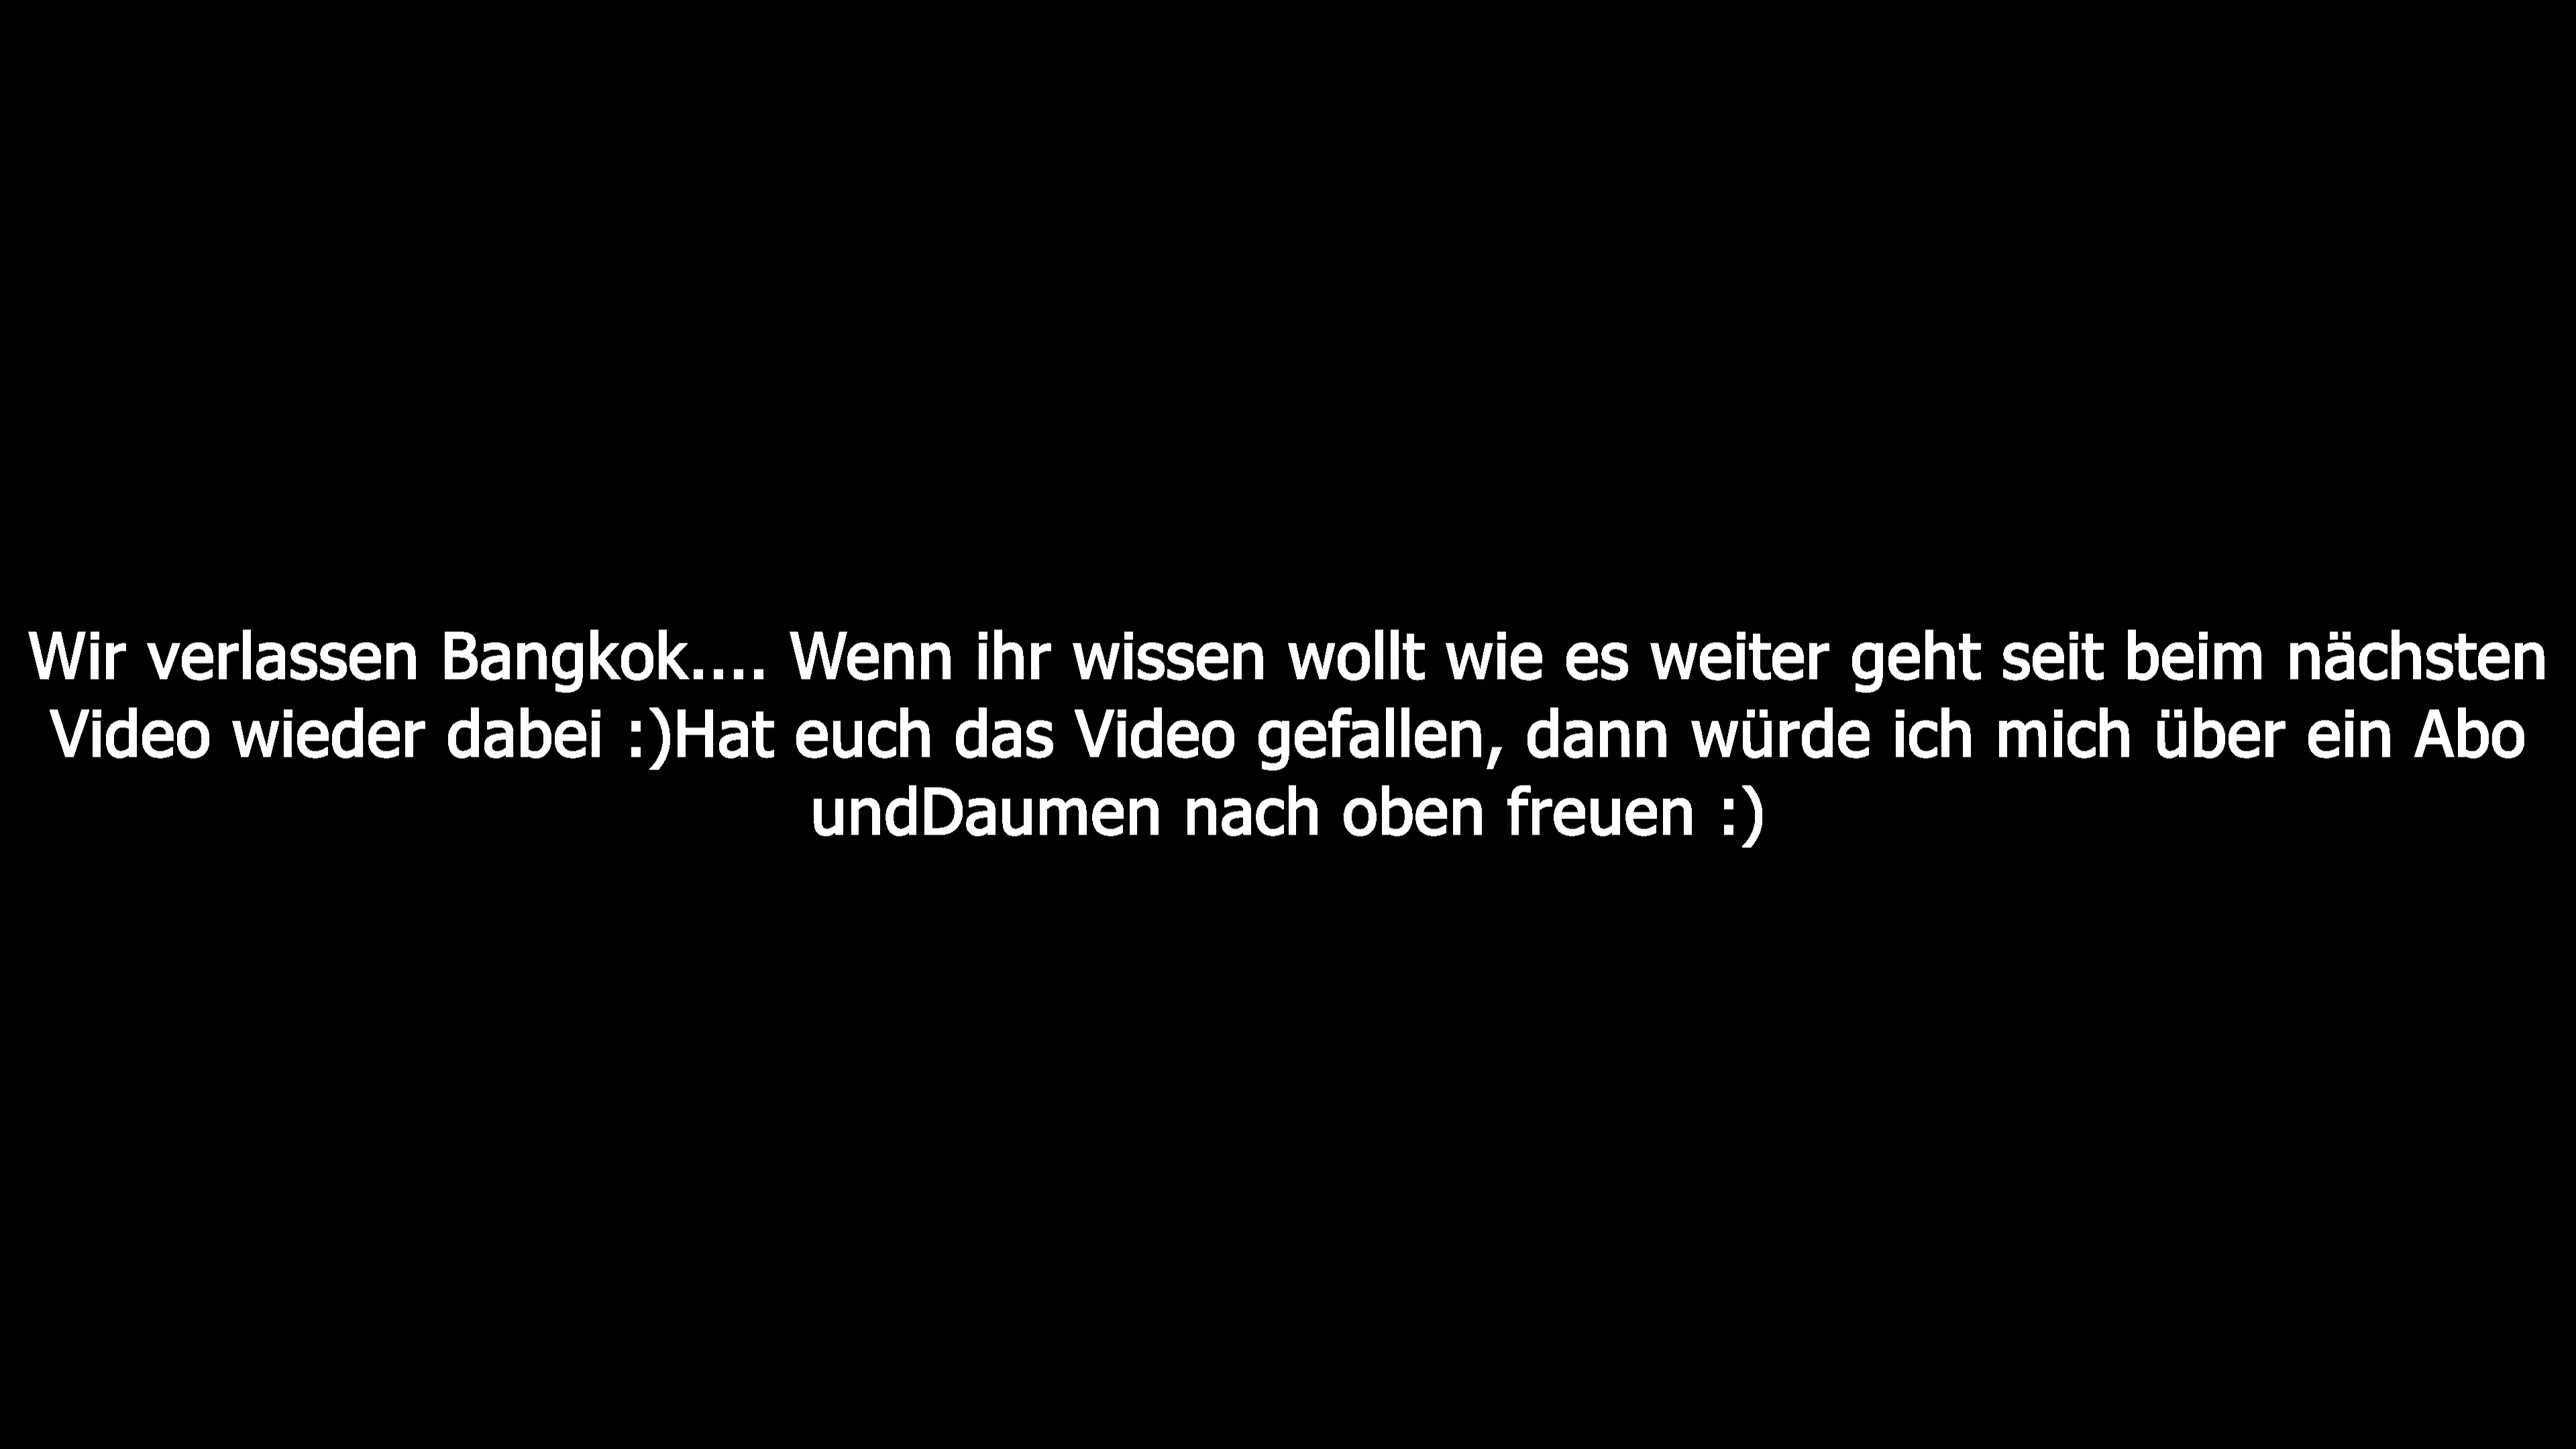 Wir verlassen Bangkok.... Wenn ihr wissen wollt wie es weiter geht seit beim nächsten
Video wieder dabei :)Hat euch das Video gefallen, dann würde ich mich über ein Abo
undDaumen nach oben freuen :)